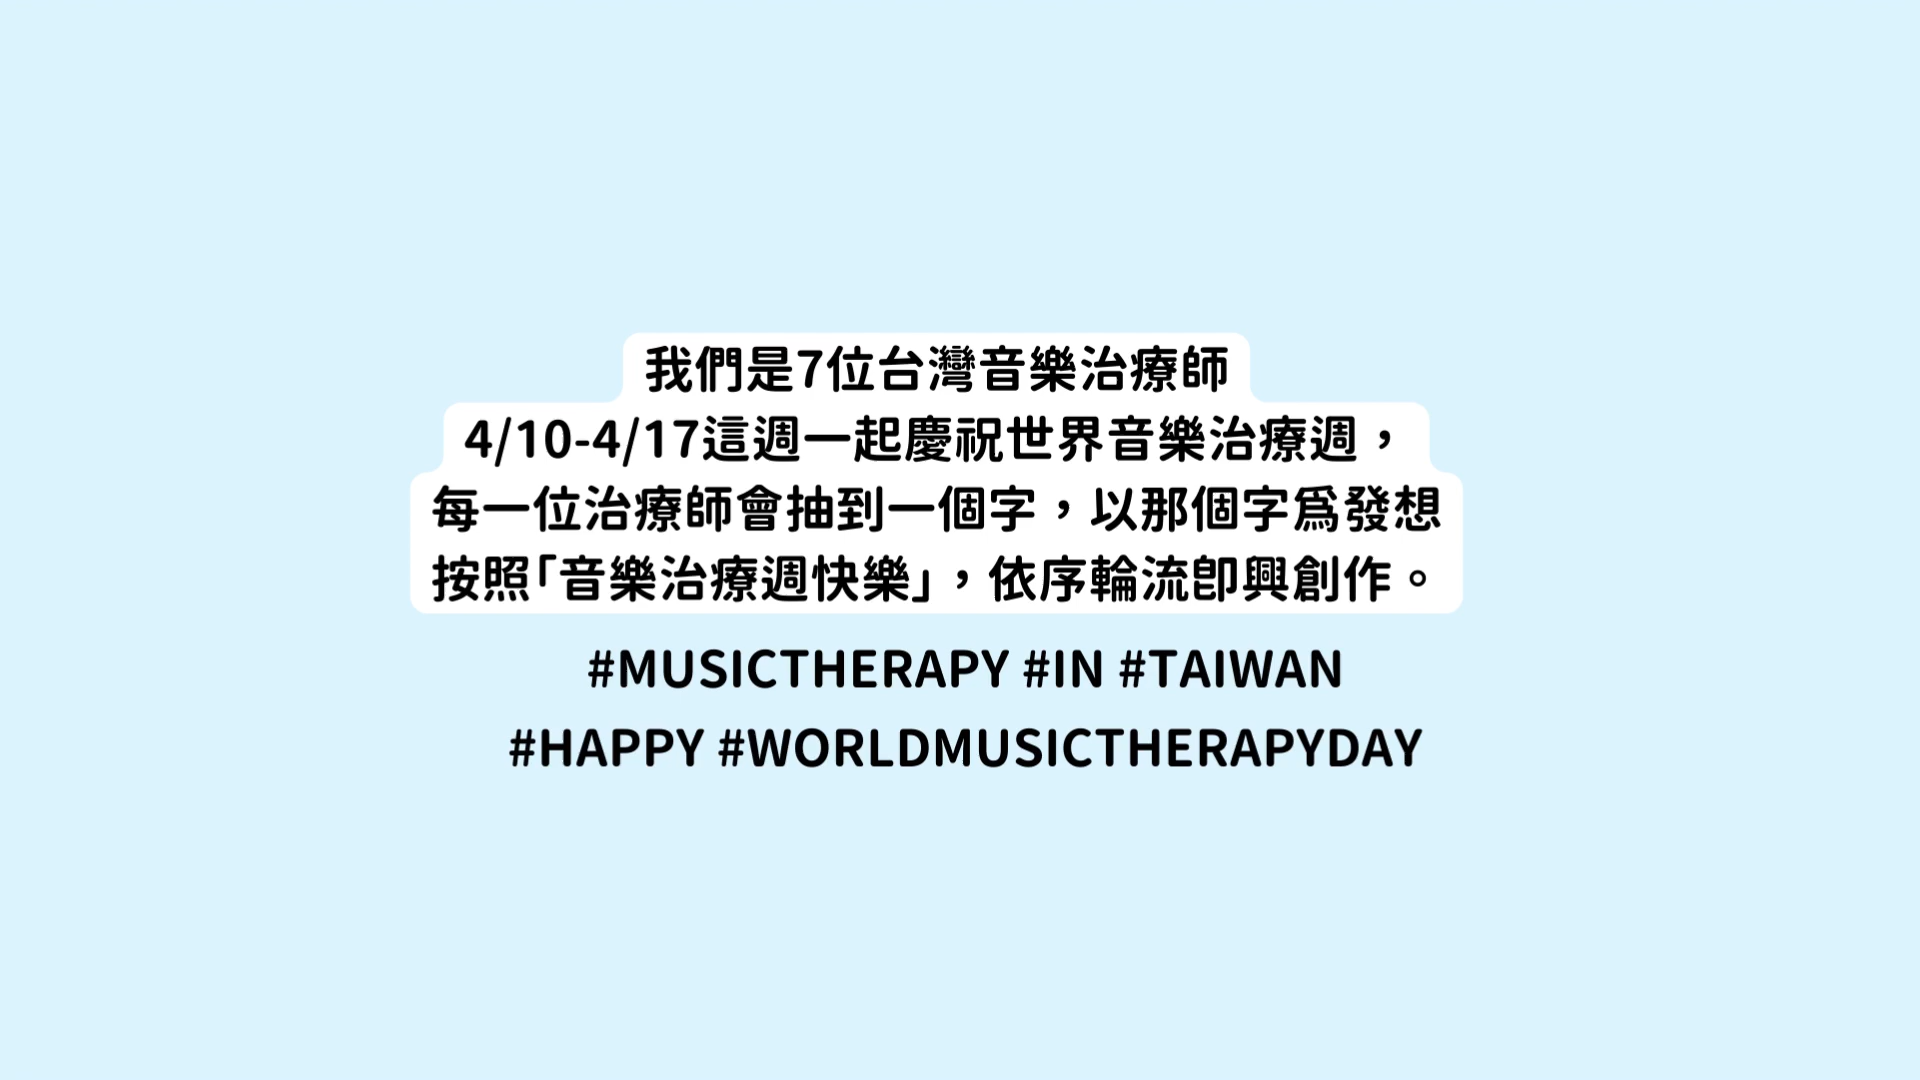 我們是7位台灣音樂治療師
4/10-4/17這週一起慶祝世界音樂治療週，
每一位治療師會抽到一個字，以那個字爲發想
按照「音樂治療週快樂」，依序輪流卽興創作。
#MUSICTHERAPY #IN #TAIWAN
#HAPPY #WORLDMUSICTHERAPYDAY